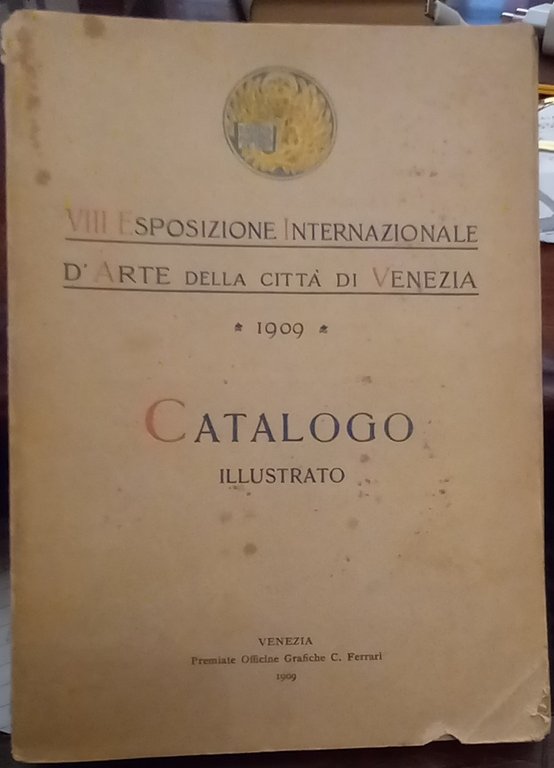 VIII ESPOSIZIONE INTERNAZIONALE
D'ARTE DELLA CITTÀ DI VENEZIA
1909
CATALOGO
ILLUSTRATO
VENEZIA
Premiate Officine Grafiche C. Ferrari
1909